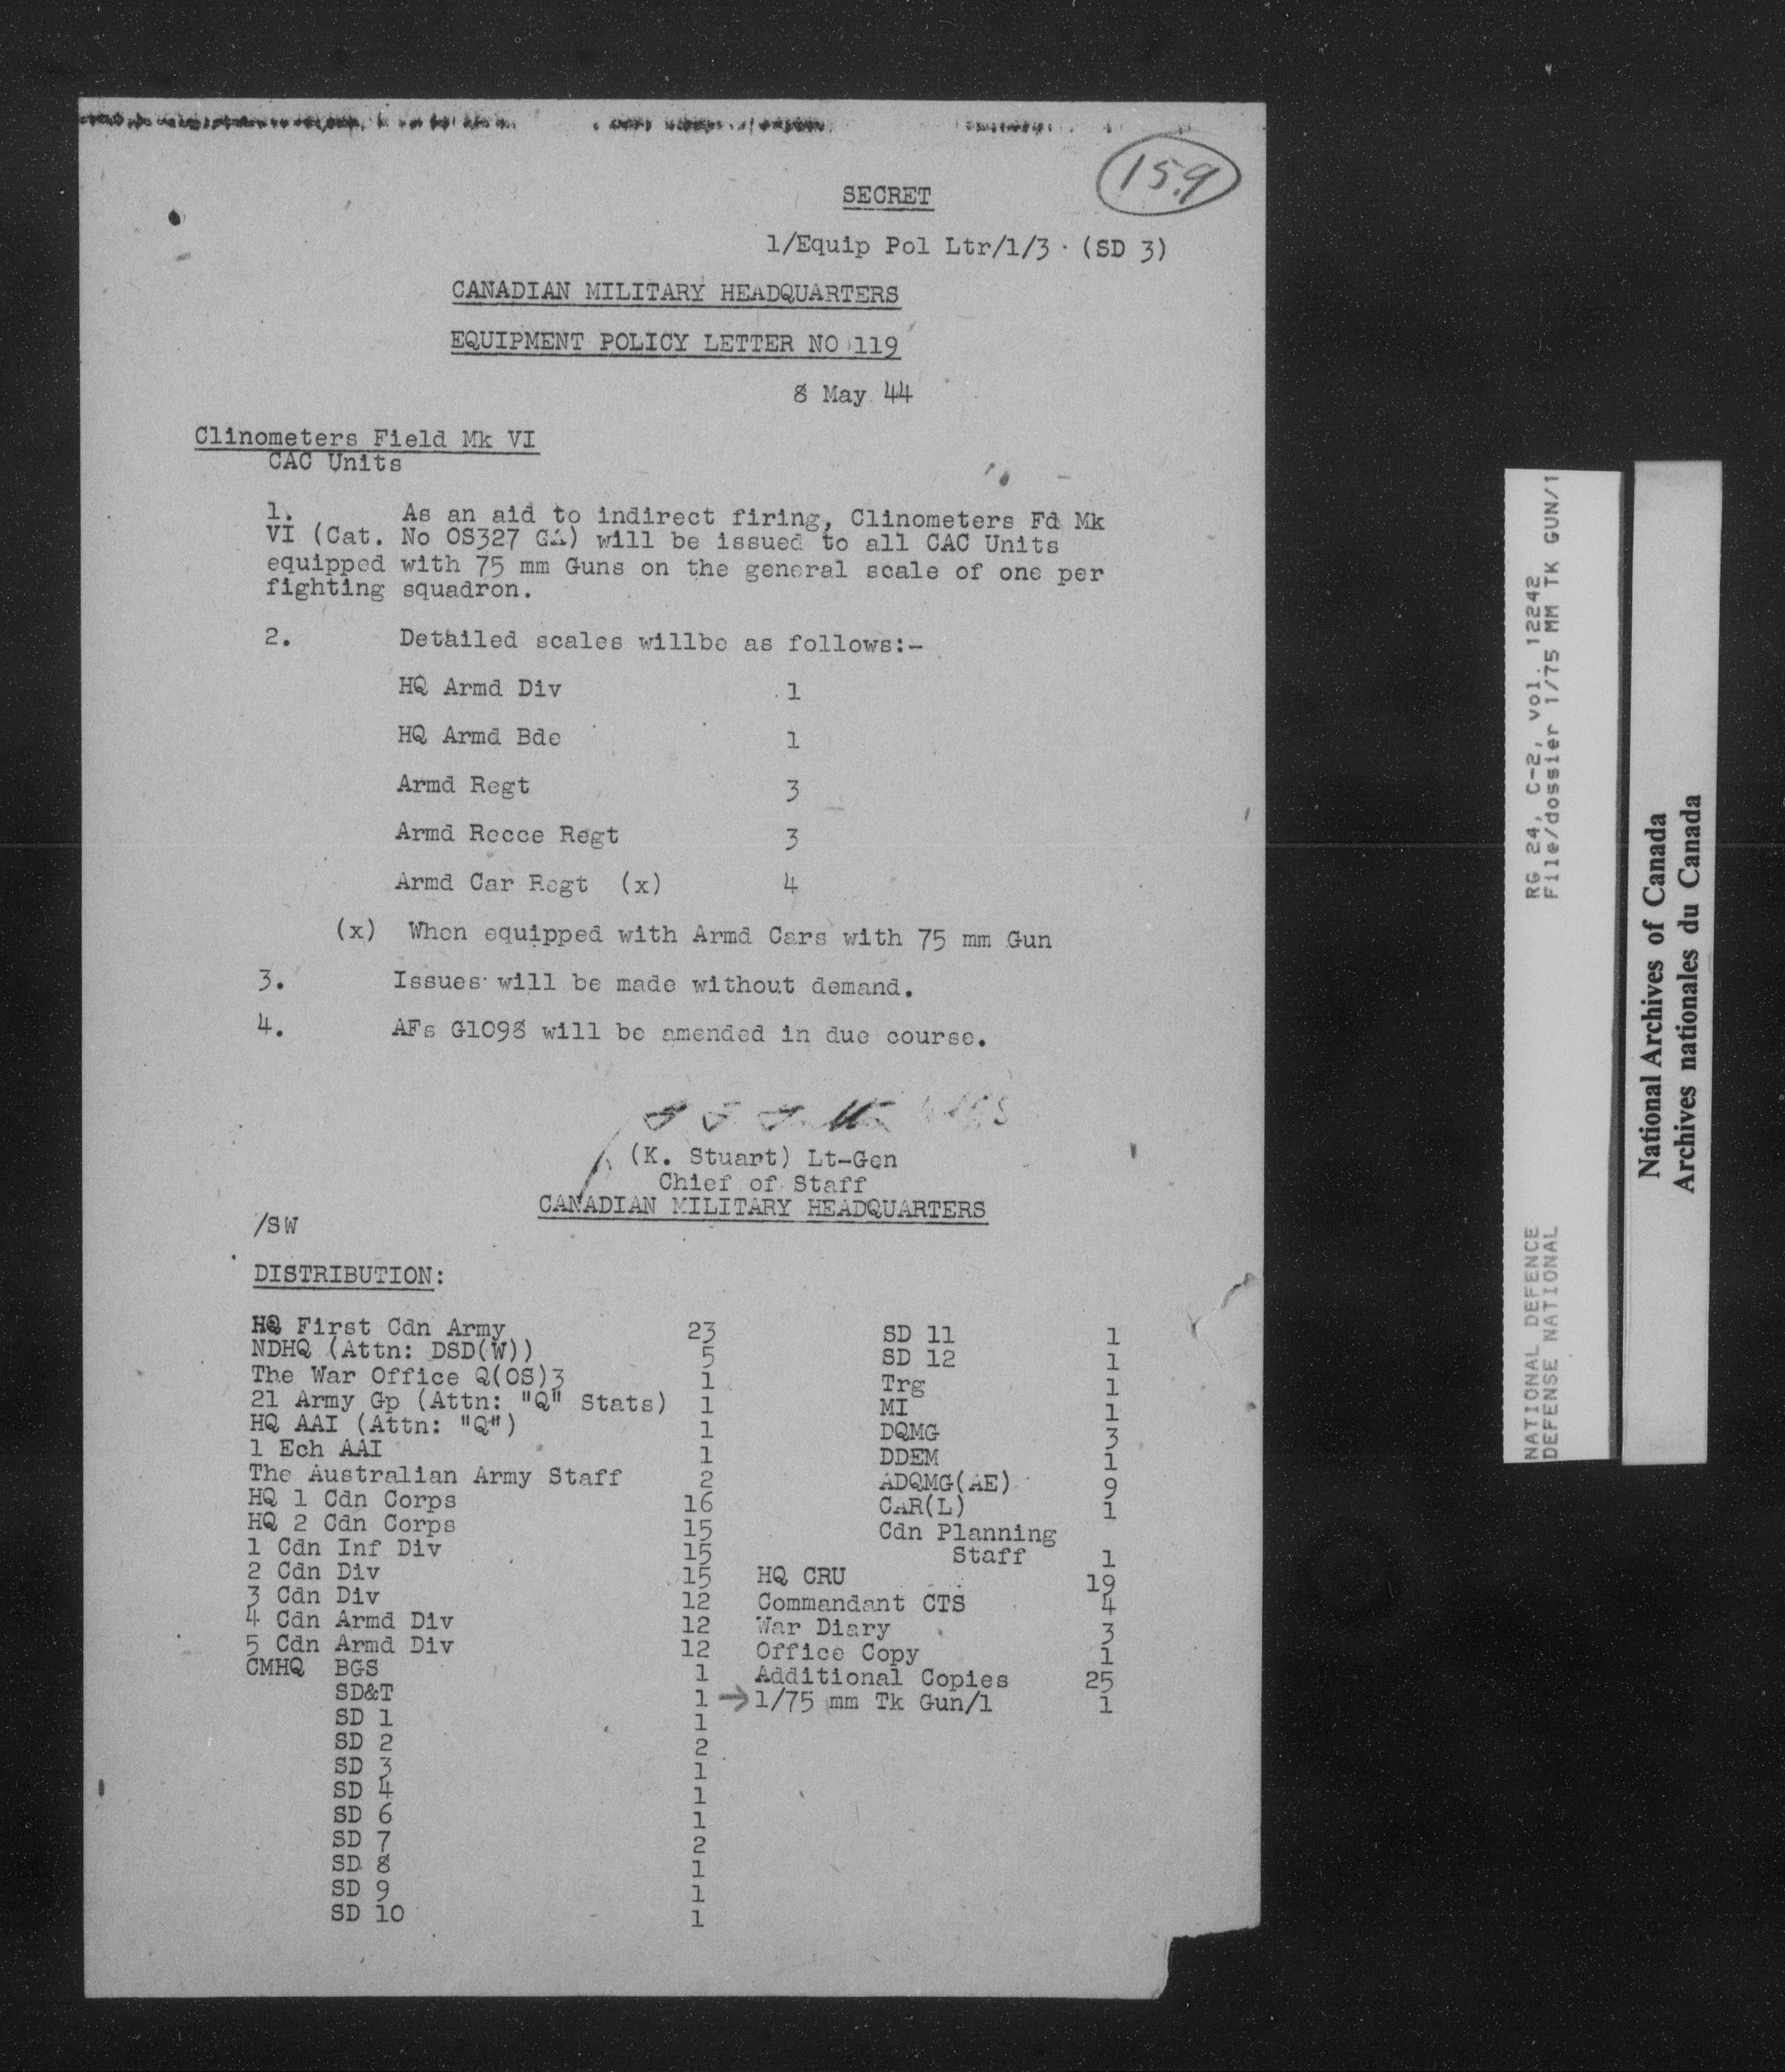 159
SECRET
1/Equip Pol Ltr/1/3 (SD 3)
CANADIAN MILITARY HEADQUARTERS
EQUIPMENT POLICY LETTER NO 119
8 May 44
Clinometers Field Mk VI
CAC Units
1. As an aid to indirect firing, Clinometers Fd Mk
VI (Cat. No OS327 GA) will be issued to all CAC Units
equipped with 75 mm Guns on the general scale of one per
fighting squadron.
2. Detailed scales willbe as follows:-
HQ Armd Div 1
HQ Armd Bde 1
Armd Regt 3
Armd Recce Regt 3
Armd Car Regt (x) 4
(x) When equipped with Armd Cars with 75 mm Gun
3. Issues will be made without demand.
4. AFs G1098 will be amended in due course.
(K. Stuart) Lt-Gen
Chief of Staff
CANADIAN MILITARY HEADQUARTERS
/SW
DISTRIBUTION:
HQ First Cdn Army 23
NDHQ (Attn: DSD(W)) 5
The War Office Q(OS)3 1
21 Army Gp (Attn: "Q" Stats) 1
HQ AAI (Attn: "Q") 1
1 Ech AAI 1
The Australian Army Staff 2
HQ 1 Cdn Corps 16
HQ 2 Cdn Corps 15
1 Cdn Inf Div 15
2 Cdn Div 15
3 Cdn Div 12
4 Cdn Armd Div 12
5 Cdn Armd Div 12
CMHQ BGS 1
SD&T 1
SD 1 1
SD 2 2
SD 3 1
SD 4 1
SD 6 1
SD 7 2
SD 8 1
SD 9 1
SD 10 1
SD 11 1
SD 12 1
Trg 1
MI 1
DQMG 3
DDEM 1
ADQMG(AE) 9
CAR(L) 1
Cdn Planning
Staff 1
HQ CRU 19
Commandant CTS 4
War Diary 3
Office Copy 1
Additional Copies 25
→ 1/75 mm Tk Gun/1 1
NATIONAL DEFENCE RG 24, C-2, vol. 12242
DEFENSE NATIONAL File/dossier 1/75 MM TK GUN/1
National Archives of Canada
Archives nationales du Canada